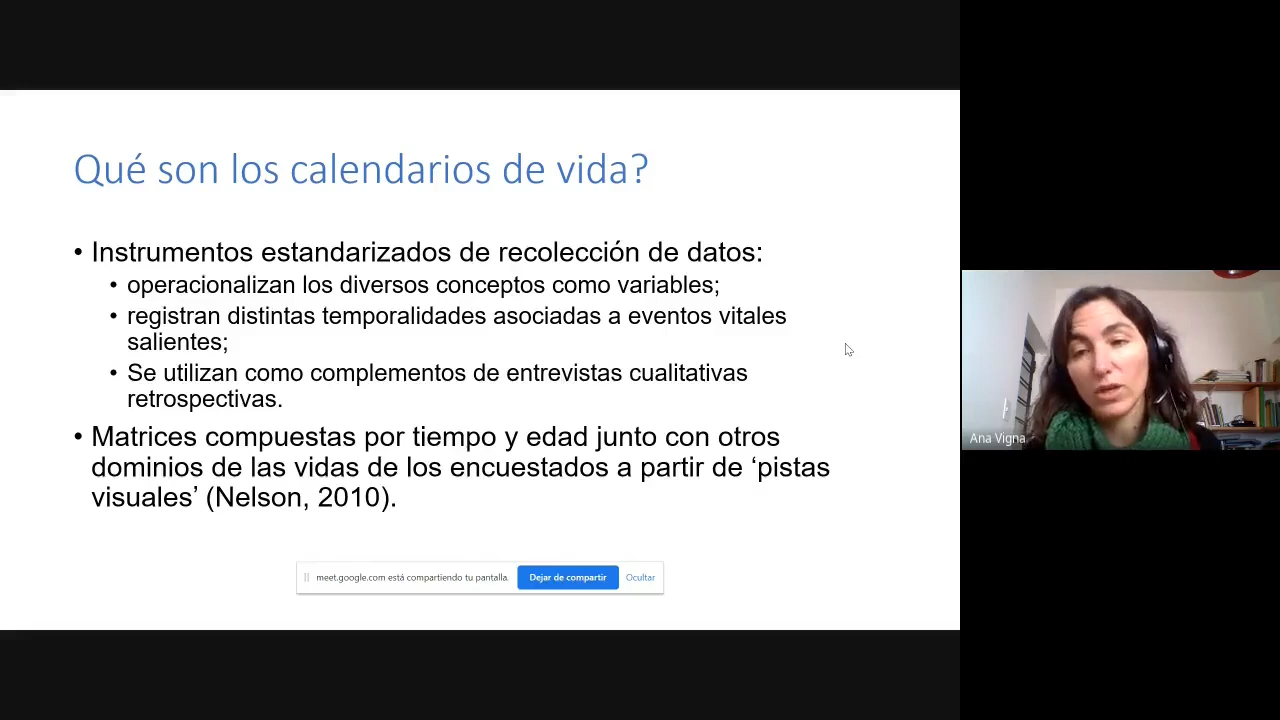 Qué son los calendarios de vida?
• Instrumentos estandarizados de recolección de datos:
• operacionalizan los diversos conceptos como variables;
• registran distintas temporalidades asociadas a eventos vitales
salientes;
• Se utilizan como complementos de entrevistas cualitativas
retrospectivas.
• Matrices compuestas por tiempo y edad junto con otros
dominios de las vidas de los encuestados a partir de ‘pistas
visuales’ (Nelson, 2010).
meet.google.com está compartiendo tu pantalla. Dejar de compartir Ocultar
Ana Vigna